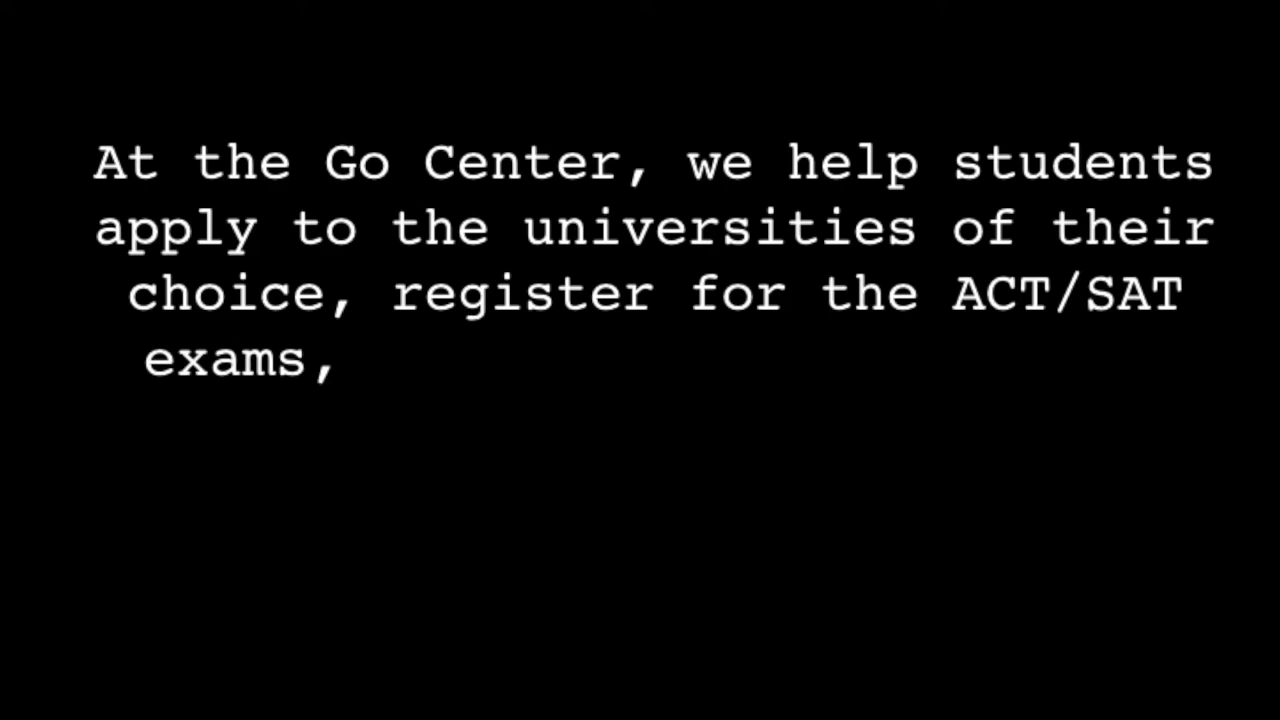 At the Go Center, we help students
apply to the universities of their
choice, register for the ACT/SAT
exams,